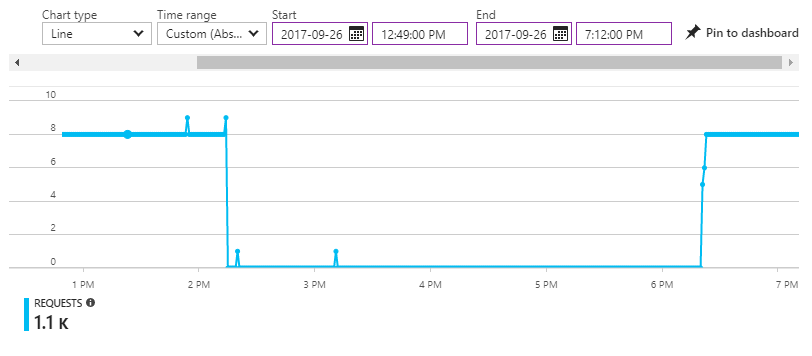 Chart type Time range Start End
Line Custom (Abs... 2017-09-26 12:49:00 PM 2017-09-26 7:12:00 PM Pin to dashboard
10
8
6
4
2
0
1 PM 2 PM 3 PM 4 PM 5 PM 6 PM 7 PM
REQUESTS
1.1 K